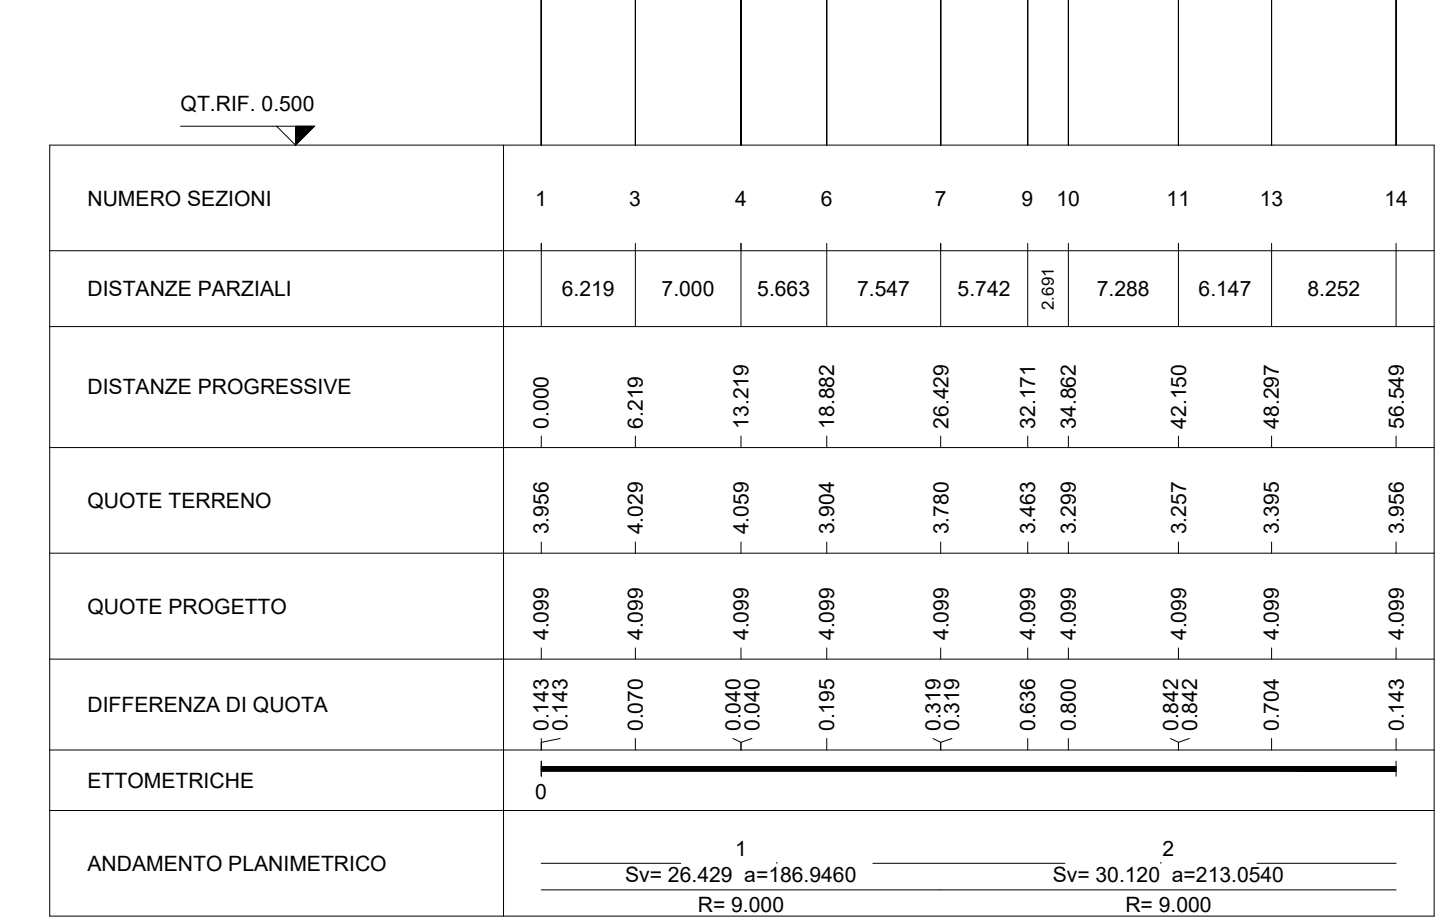 QT.RIF. 0.500
NUMERO SEZIONI 1 3 4 6 7 9 10 11 13 14
DISTANZE PARZIALI 6.219 7.000 5.663 7.547 5.742 2.691 7.288 6.147 8.252
DISTANZE PROGRESSIVE 0.000 6.219 13.219 18.882 26.429 32.171 34.862 42.150 48.297 56.549
QUOTE TERRENO 3.956 4.029 4.059 3.904 3.780 3.463 3.299 3.257 3.395 3.956
QUOTE PROGETTO 4.099 4.099 4.099 4.099 4.099 4.099 4.099 4.099 4.099 4.099
DIFFERENZA DI QUOTA 0.143 0.143 0.070 0.040 0.040 0.195 0.319 0.319 0.636 0.800 0.842 0.842 0.704 0.143
ETTOMETRICHE 0
ANDAMENTO PLANIMETRICO
1 2
Sv= 26.429 a=186.9460 Sv= 30.120 a=213.0540
R= 9.000 R= 9.000